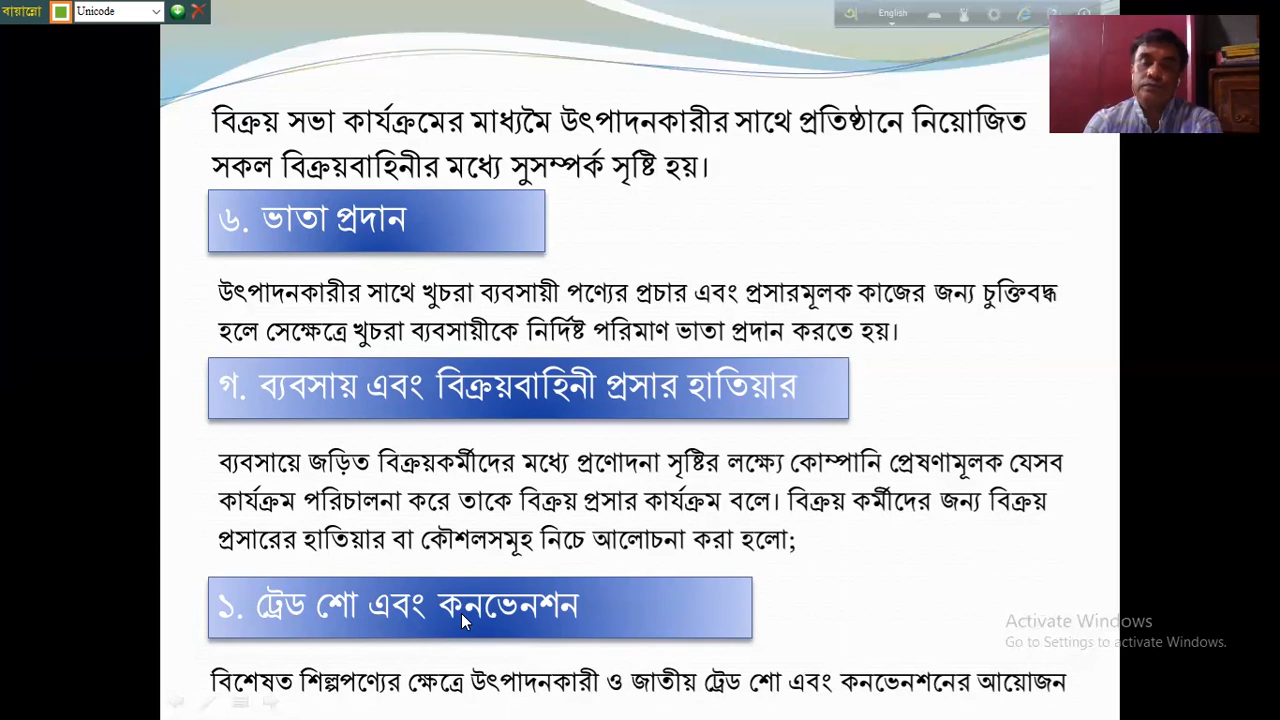 বায়ান্নো
Unicode
English
বিক্রয় সভা কার্যক্রমের মাধ্যমৈ উৎপাদনকারীর সাথে প্রতিষ্ঠানে নিয়োজিত
সকল বিক্রয়বাহিনীর মধ্যে সুসম্পর্ক সৃষ্টি হয়।
৬. ভাতা প্রদান
উৎপাদনকারীর সাথে খুচরা ব্যবসায়ী পণ্যের প্রচার এবং প্রসারমূলক কাজের জন্য চুক্তিবদ্ধ
হলে সেক্ষেত্রে খুচরা ব্যবসায়ীকে নির্দিষ্ট পরিমাণ ভাতা প্রদান করতে হয়।
গ. ব্যবসায় এবং বিক্রয়বাহিনী প্রসার হাতিয়ার
ব্যবসায়ে জড়িত বিক্রয়কর্মীদের মধ্যে প্রণোদনা সৃষ্টির লক্ষ্যে কোম্পানি প্রেষণামূলক যেসব
কার্যক্রম পরিচালনা করে তাকে বিক্রয় প্রসার কার্যক্রম বলে। বিক্রয় কর্মীদের জন্য বিক্রয়
প্রসারের হাতিয়ার বা কৌশলসমূহ নিচে আলোচনা করা হলো;
১. ট্রেড শো এবং কনভেনশন
Activate Windows
Go to Settings to activate Windows.
বিশেষত শিল্পপণ্যের ক্ষেত্রে উৎপাদনকারী ও জাতীয় ট্রেড শো এবং কনভেনশনের আয়োজন